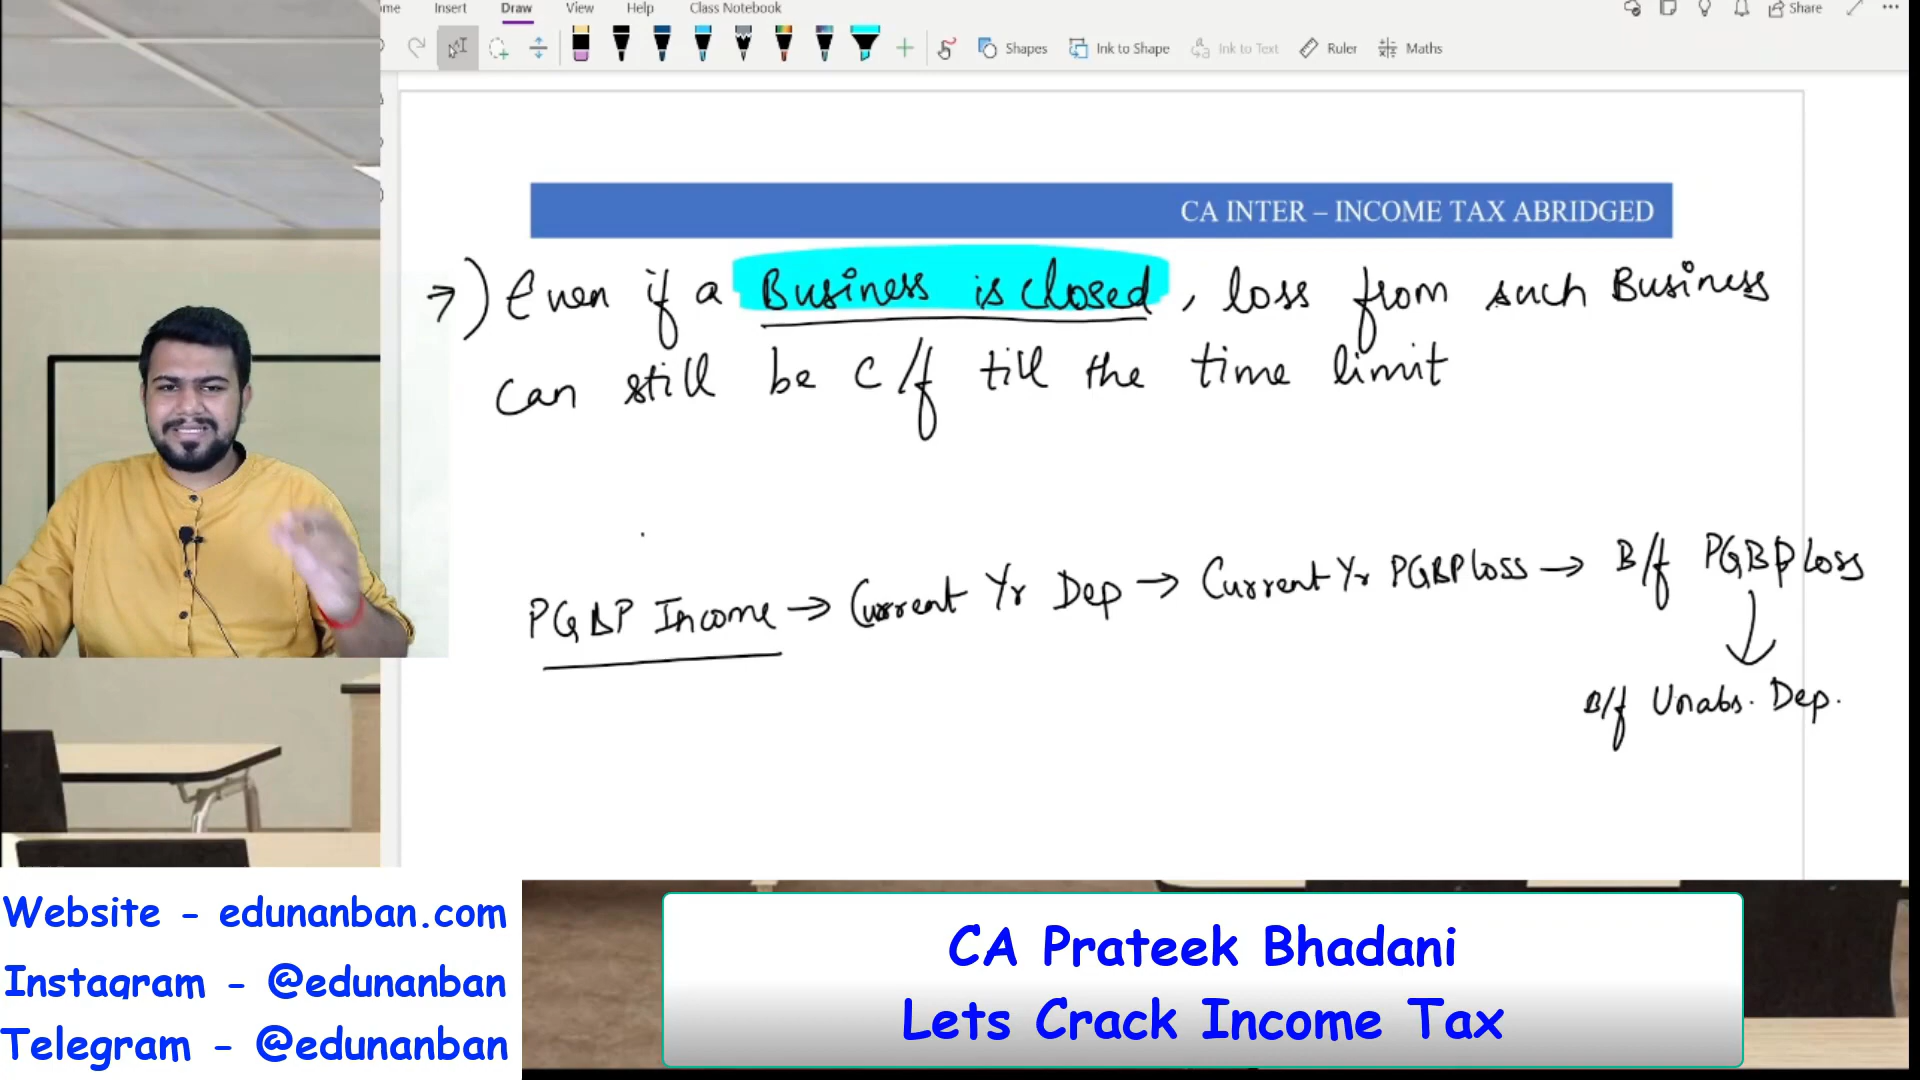 Insert Draw View Help Class Notebook Share
Shapes Ink to Shape Ink to Text Ruler Maths
CA INTER – INCOME TAX ABRIDGED
→) Even if a Business is closed, loss from such Business
can still be c/f till the time limit
PGBP Income → Current Yr Dep → Current Yr PGBP loss → B/f PGBP loss
B/f Unabs. Dep.
Website - edunanban.com
Instagram - @edunanban
Telegram - @edunanban
CA Prateek Bhadani
Lets Crack Income Tax